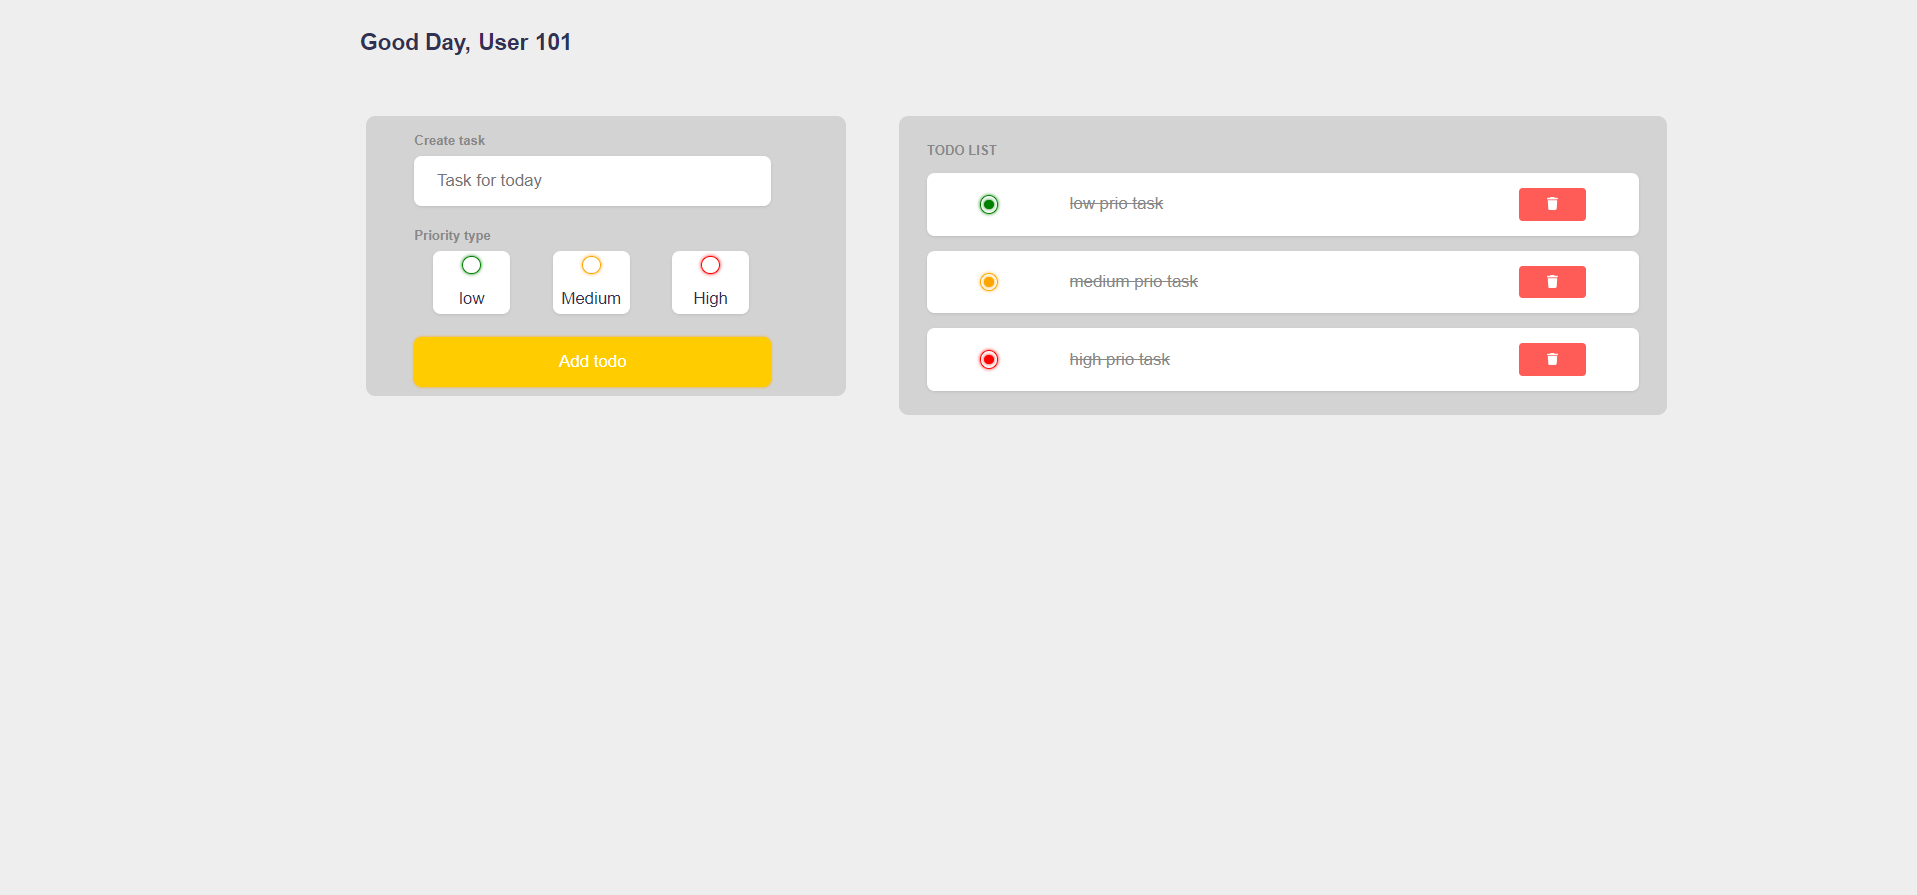 Good Day, User 101
Create task
Task for today
Priority type
low
Medium
High
Add todo
TODO LIST
low prio task
medium prio task
high prio task